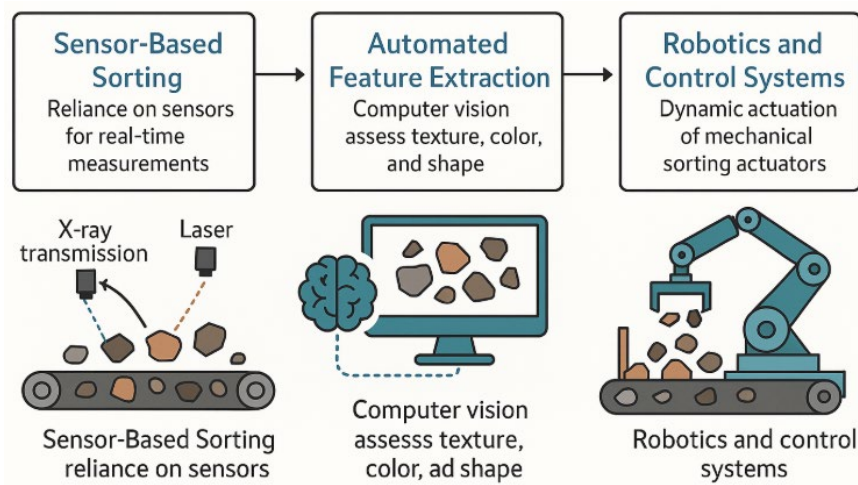 Sensor-Based
Sorting
Reliance on sensors
for real-time
measurements
Automated
Feature Extraction
Computer vision
assess texture, color,
and shape
Robotics and
Control Systems
Dynamic actuation
of mechanical
sorting actuators
X-ray
transmission
Laser
Sensor-Based Sorting
reliance on sensors
Computer vision
assesss texture,
color, ad shape
Robotics and control
systems